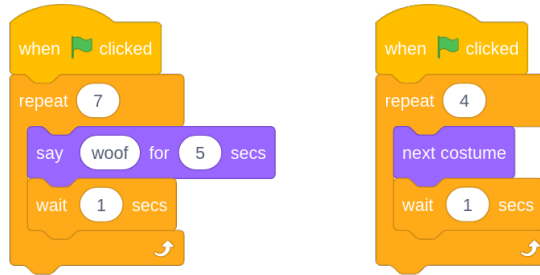 when clicked
repeat 7
say woof for 5 secs
wait 1 secs
when clicked
repeat 4
next costume
wait 1 secs